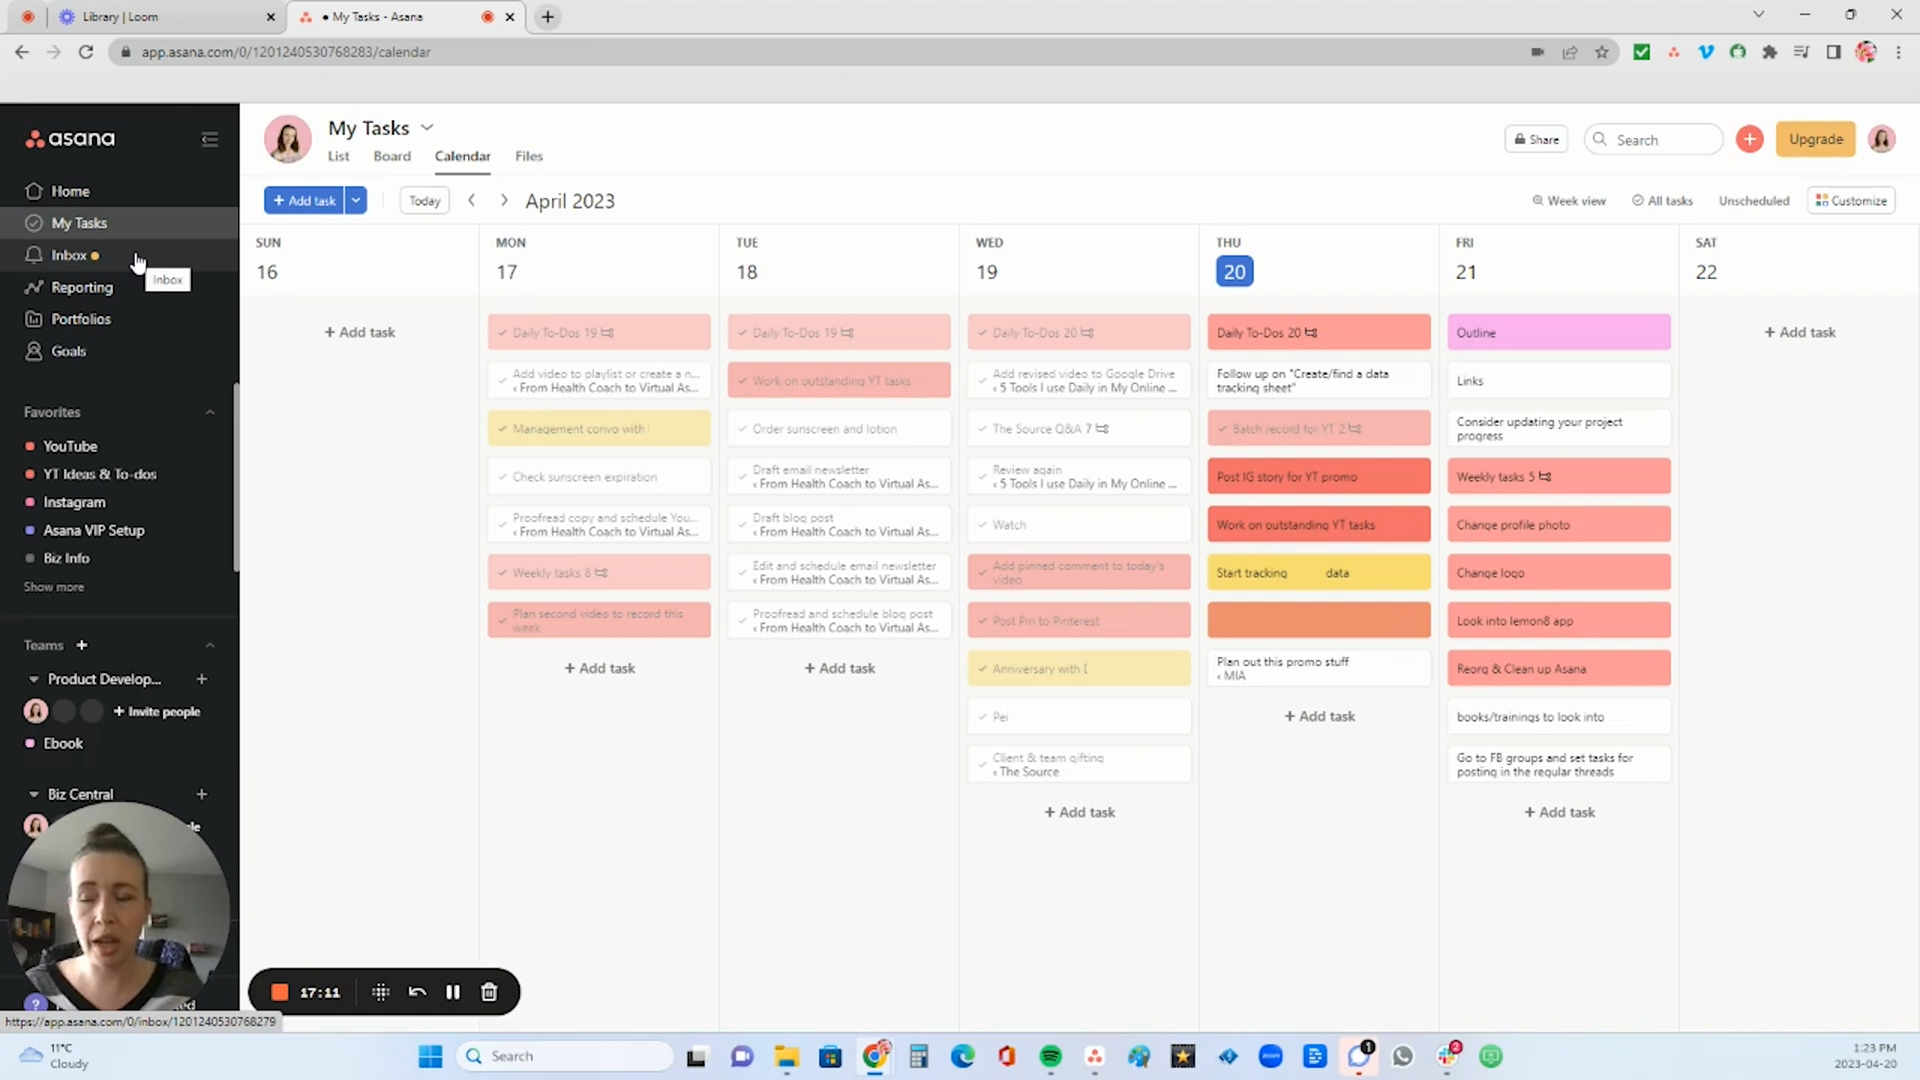 Library | Loom
• My Tasks - Asana
app.asana.com/0/1201240530768283/calendar
asana
Home
My Tasks
Inbox
Inbox
Reporting
Portfolios
Goals
Favorites
YouTube
YT Ideas & To-dos
Instagram
Asana VIP Setup
Biz Info
Show more
Teams +
Product Develop... +
+ Invite people
Ebook
Biz Central +
My Tasks
List Board Calendar Files
Share
Search
Upgrade
+ Add task
Today
April 2023
Week view
All tasks
Unscheduled
Customize
SUN
16
+ Add task
MON
17
Daily To-Dos 19
Add video to playlist or create a n...
‹ From Health Coach to Virtual As...
Management convo with
Check sunscreen expiration
Proofread copy and schedule You...
‹ From Health Coach to Virtual As...
Weekly tasks 8
Plan second video to record this
week
+ Add task
TUE
18
Daily To-Dos 19
Work on outstanding YT tasks
Order sunscreen and lotion
Draft email newsletter
‹ From Health Coach to Virtual As...
Draft blog post
‹ From Health Coach to Virtual As...
Edit and schedule email newsletter
‹ From Health Coach to Virtual As...
Proofread and schedule blog post
‹ From Health Coach to Virtual As...
+ Add task
WED
19
Daily To-Dos 20
Add revised video to Google Drive
‹ 5 Tools I use Daily in My Online ...
The Source Q&A 7
Review again
‹ 5 Tools I use Daily in My Online ...
Watch
Add pinned comment to today's
video
Post Pin to Pinterest
Anniversary with
Pei
Client & team gifting
‹ The Source
+ Add task
THU
20
Daily To-Dos 20
Follow up on "Create/find a data
tracking sheet"
Batch record for YT 2
Post IG story for YT promo
Work on outstanding YT tasks
Start tracking data
Plan out this promo stuff
‹ MIA
+ Add task
FRI
21
Outline
Links
Consider updating your project
progress
Weekly tasks 5
Change profile photo
Change logo
Look into lemon8 app
Reorg & Clean up Asana
books/trainings to look into
Go to FB groups and set tasks for
posting in the regular threads
+ Add task
SAT
22
+ Add task
17:11
https://app.asana.com/0/inbox/1201240530768279
11°C
Cloudy
Search
zoom
1
2
1:23 PM
2023-04-20